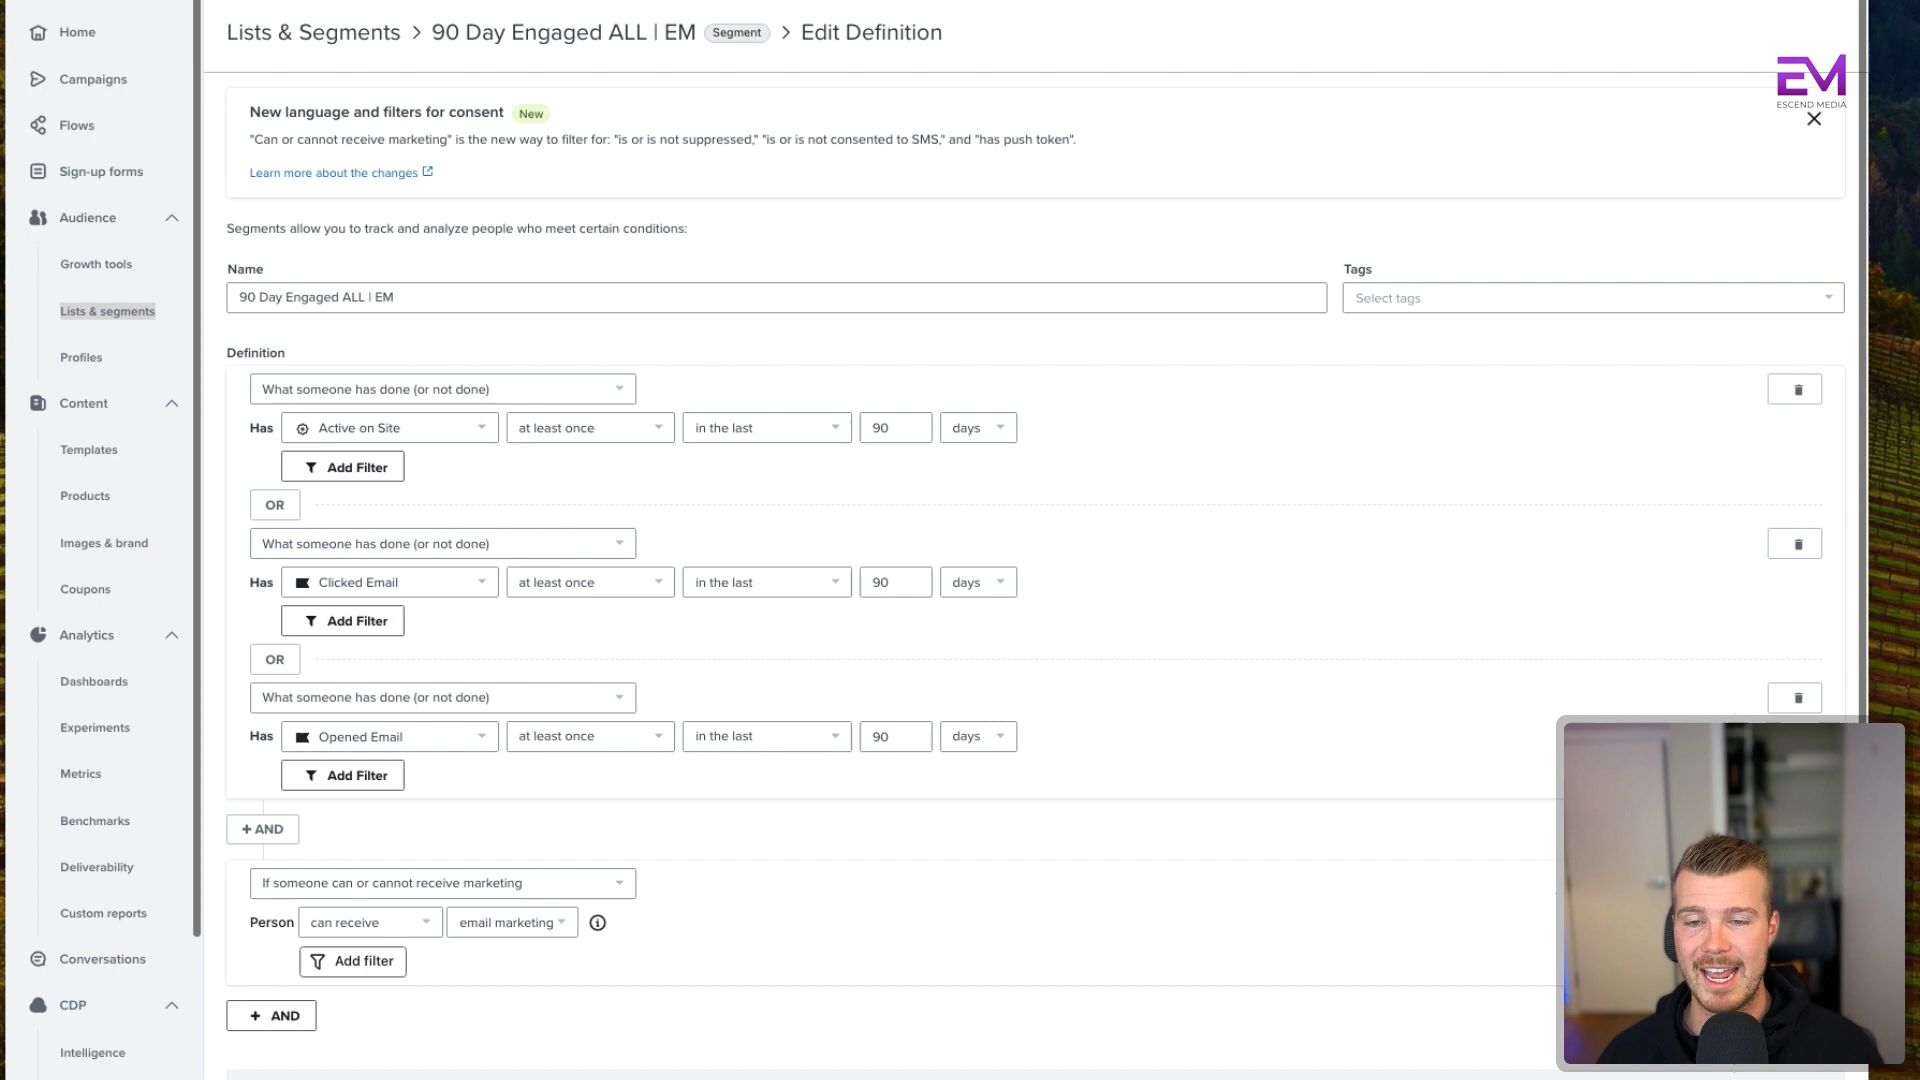 Home
Campaigns
Flows
Sign-up forms
Audience
Growth tools
Lists & segments
Profiles
Content
Templates
Products
Images & brand
Coupons
Analytics
Dashboards
Experiments
Metrics
Benchmarks
Deliverability
Custom reports
Conversations
CDP
Intelligence
Lists & Segments > 90 Day Engaged ALL | EM Segment > Edit Definition
EM
ESCEND MEDIA
New language and filters for consent New
"Can or cannot receive marketing" is the new way to filter for: "is or is not suppressed," "is or is not consented to SMS," and "has push token".
Learn more about the changes
Segments allow you to track and analyze people who meet certain conditions:
Name
90 Day Engaged ALL | EM
Tags
Select tags
Definition
What someone has done (or not done)
Has Active on Site at least once in the last 90 days
Add Filter
OR
What someone has done (or not done)
Has Clicked Email at least once in the last 90 days
Add Filter
OR
What someone has done (or not done)
Has Opened Email at least once in the last 90 days
Add Filter
+ AND
If someone can or cannot receive marketing
Person can receive email marketing
Add filter
+ AND